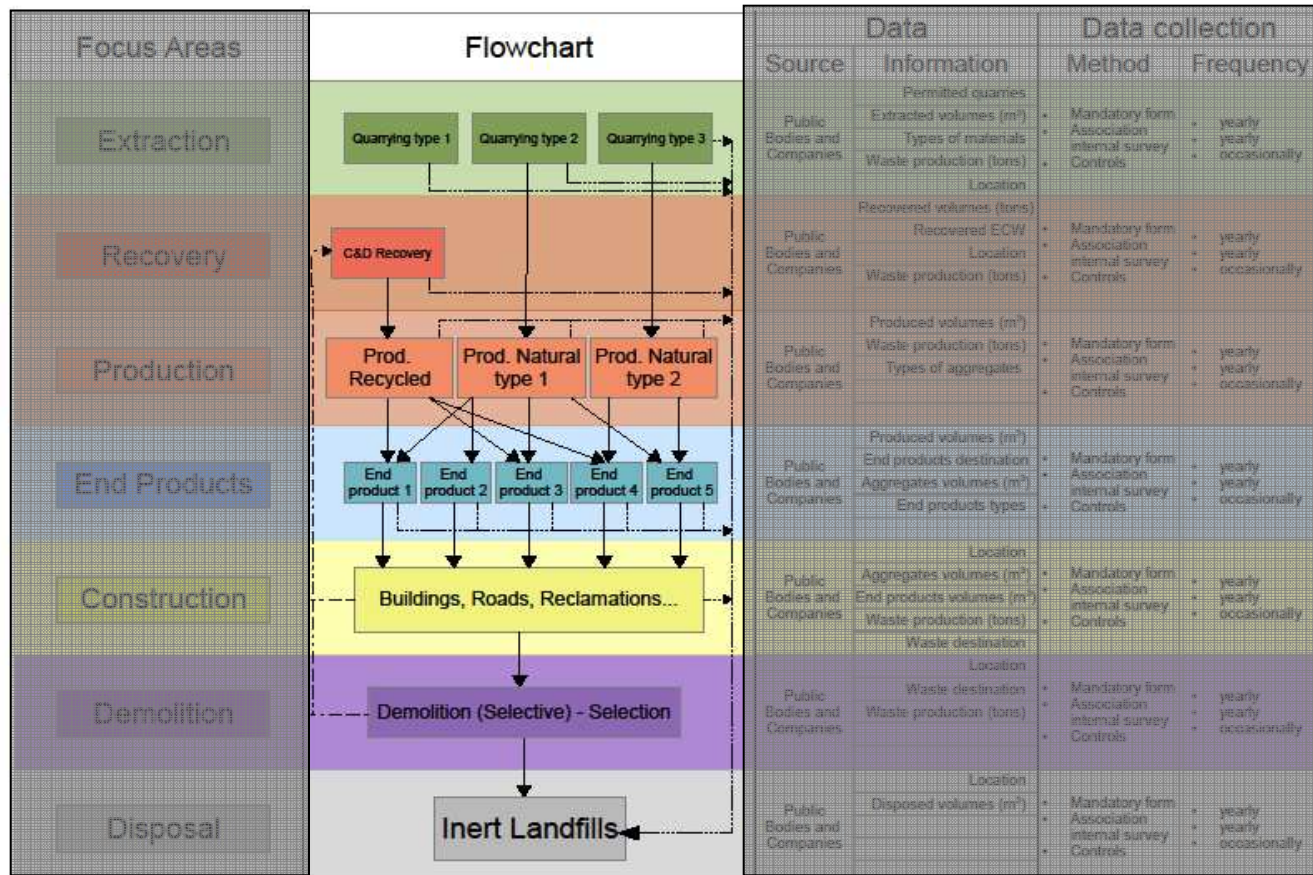 Focus Areas
Flowchart
Data
Data collection
Source
Information
Method
Frequency
Extraction
Quarrying type 1
Quarrying type 2
Quarrying type 3
Public
Bodies and
Companies
Permitted quarries
Extracted volumes (m³)
Types of materials
Waste production (tons)
Location
• Mandatory form
• Association
internal survey
• Controls
• yearly
• yearly
• occasionally
Recovery
C&D Recovery
Public
Bodies and
Companies
Recovered volumes (tons)
Recovered ECW
Location
Waste production (tons)
• Mandatory form
• Association
internal survey
• Controls
• yearly
• yearly
• occasionally
Production
Prod.
Recycled
Prod. Natural
type 1
Prod. Natural
type 2
Public
Bodies and
Companies
Produced volumes (m³)
Waste production (tons)
Types of aggregates
• Mandatory form
• Association
internal survey
• Controls
• yearly
• yearly
• occasionally
End Products
End
product 1
End
product 2
End
product 3
End
product 4
End
product 5
Public
Bodies and
Companies
Produced volumes (m³)
End products destination
Aggregates volumes (m³)
End products types
• Mandatory form
• Association
internal survey
• Controls
• yearly
• yearly
• occasionally
Construction
Buildings, Roads, Reclamations...
Public
Bodies and
Companies
Location
Aggregates volumes (m³)
End products volumes (m³)
Waste production (tons)
Waste destination
• Mandatory form
• Association
internal survey
• Controls
• yearly
• yearly
• occasionally
Demolition
Demolition (Selective) - Selection
Public
Bodies and
Companies
Location
Waste destination
Waste production (tons)
• Mandatory form
• Association
internal survey
• Controls
• yearly
• yearly
• occasionally
Disposal
Inert Landfills
Public
Bodies and
Companies
Location
Disposed volumes (m³)
• Mandatory form
• Association
internal survey
• Controls
• yearly
• yearly
• occasionally